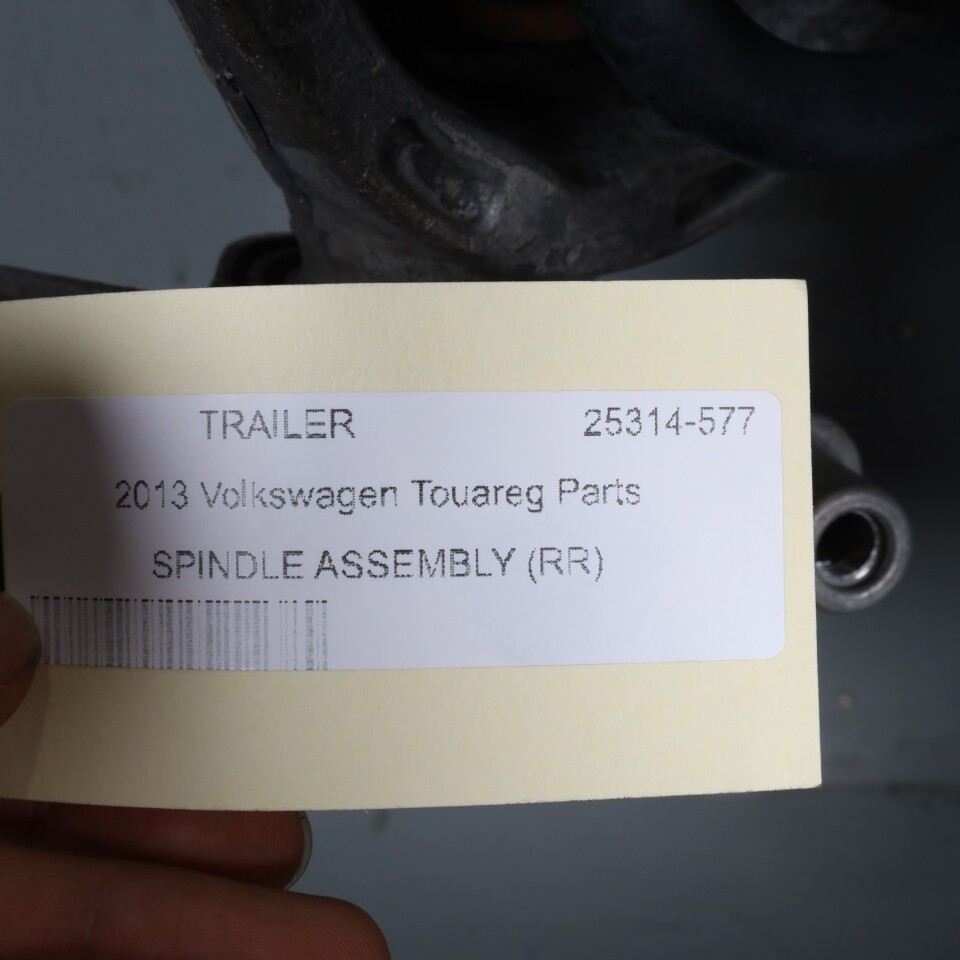 TRAILER 25314-577
2013 Volkswagen Touareg Parts
SPINDLE ASSEMBLY (RR)